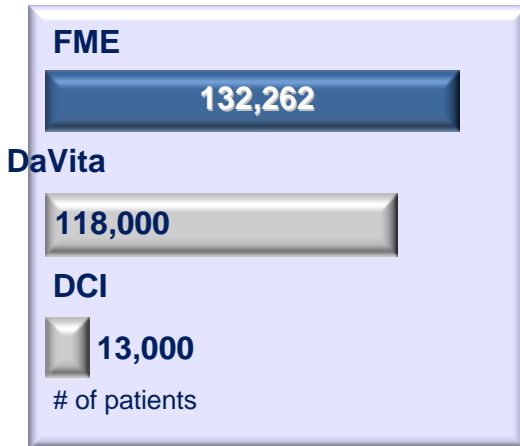 FME
132,262
DaVita
118,000
DCI
13,000
# of patients